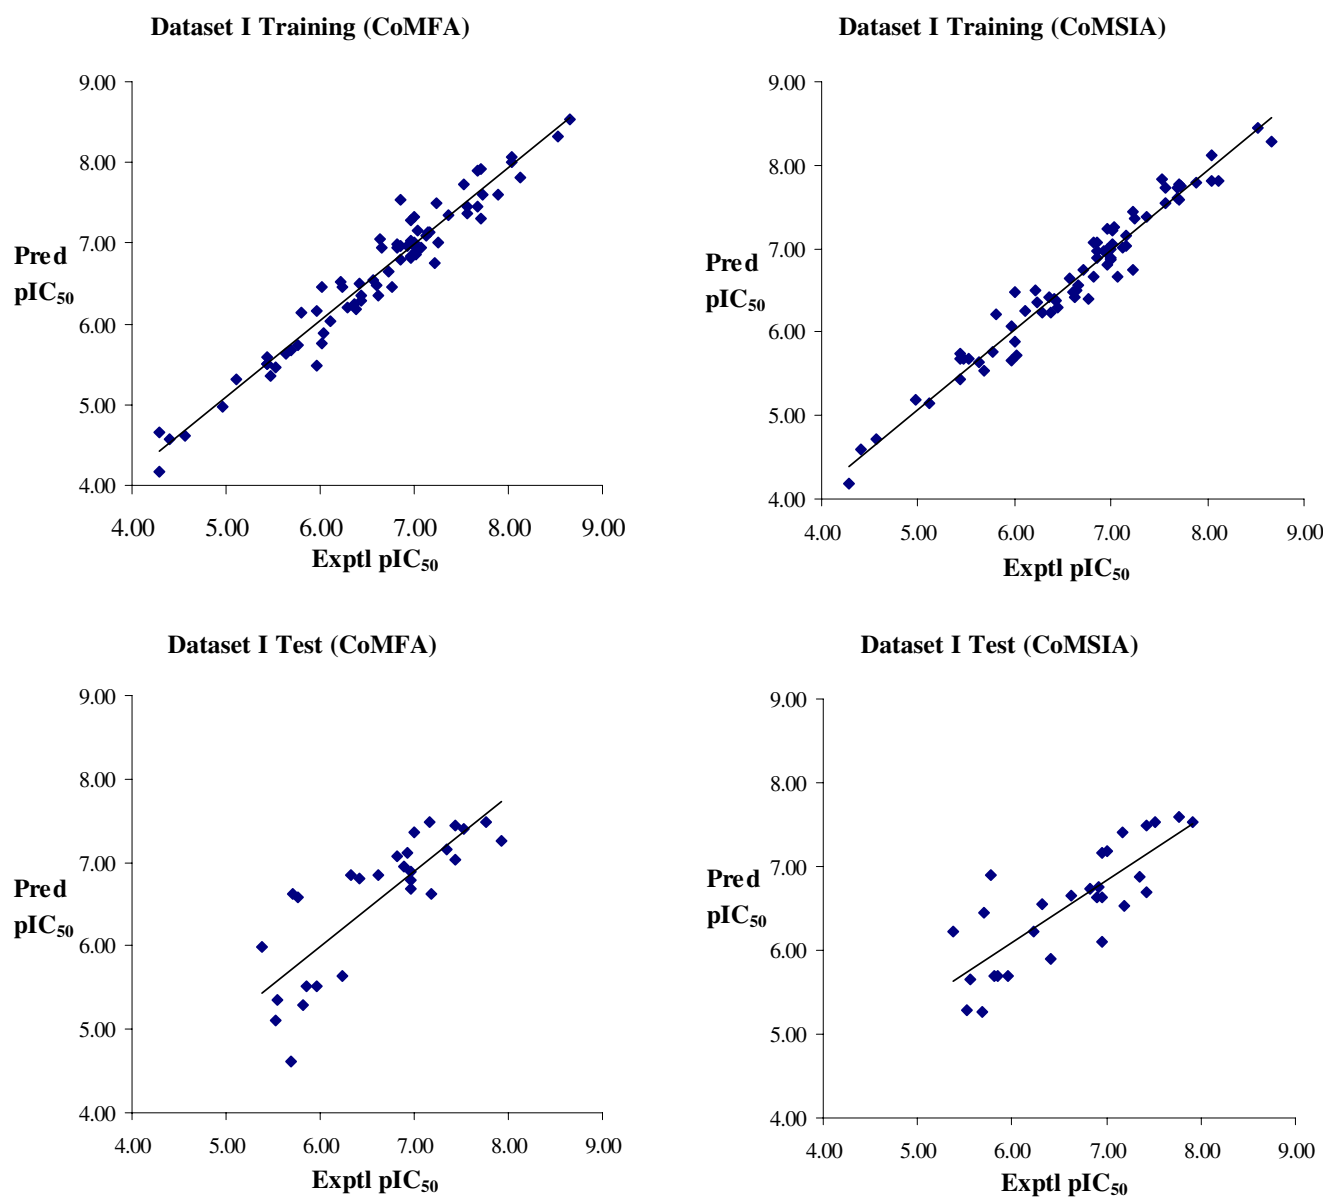 Dataset I Training (CoMFA)
9.00
8.00
7.00
6.00
5.00
4.00
Pred
pIC50
4.00 5.00 6.00 7.00 8.00 9.00
Exptl pIC50
Dataset I Training (CoMSIA)
9.00
8.00
7.00
6.00
5.00
4.00
Pred
pIC50
4.00 5.00 6.00 7.00 8.00 9.00
Exptl pIC50
Dataset I Test (CoMFA)
9.00
8.00
7.00
6.00
5.00
4.00
Pred
pIC50
4.00 5.00 6.00 7.00 8.00 9.00
Exptl pIC50
Dataset I Test (CoMSIA)
9.00
8.00
7.00
6.00
5.00
4.00
Pred
pIC50
4.00 5.00 6.00 7.00 8.00 9.00
Exptl pIC50